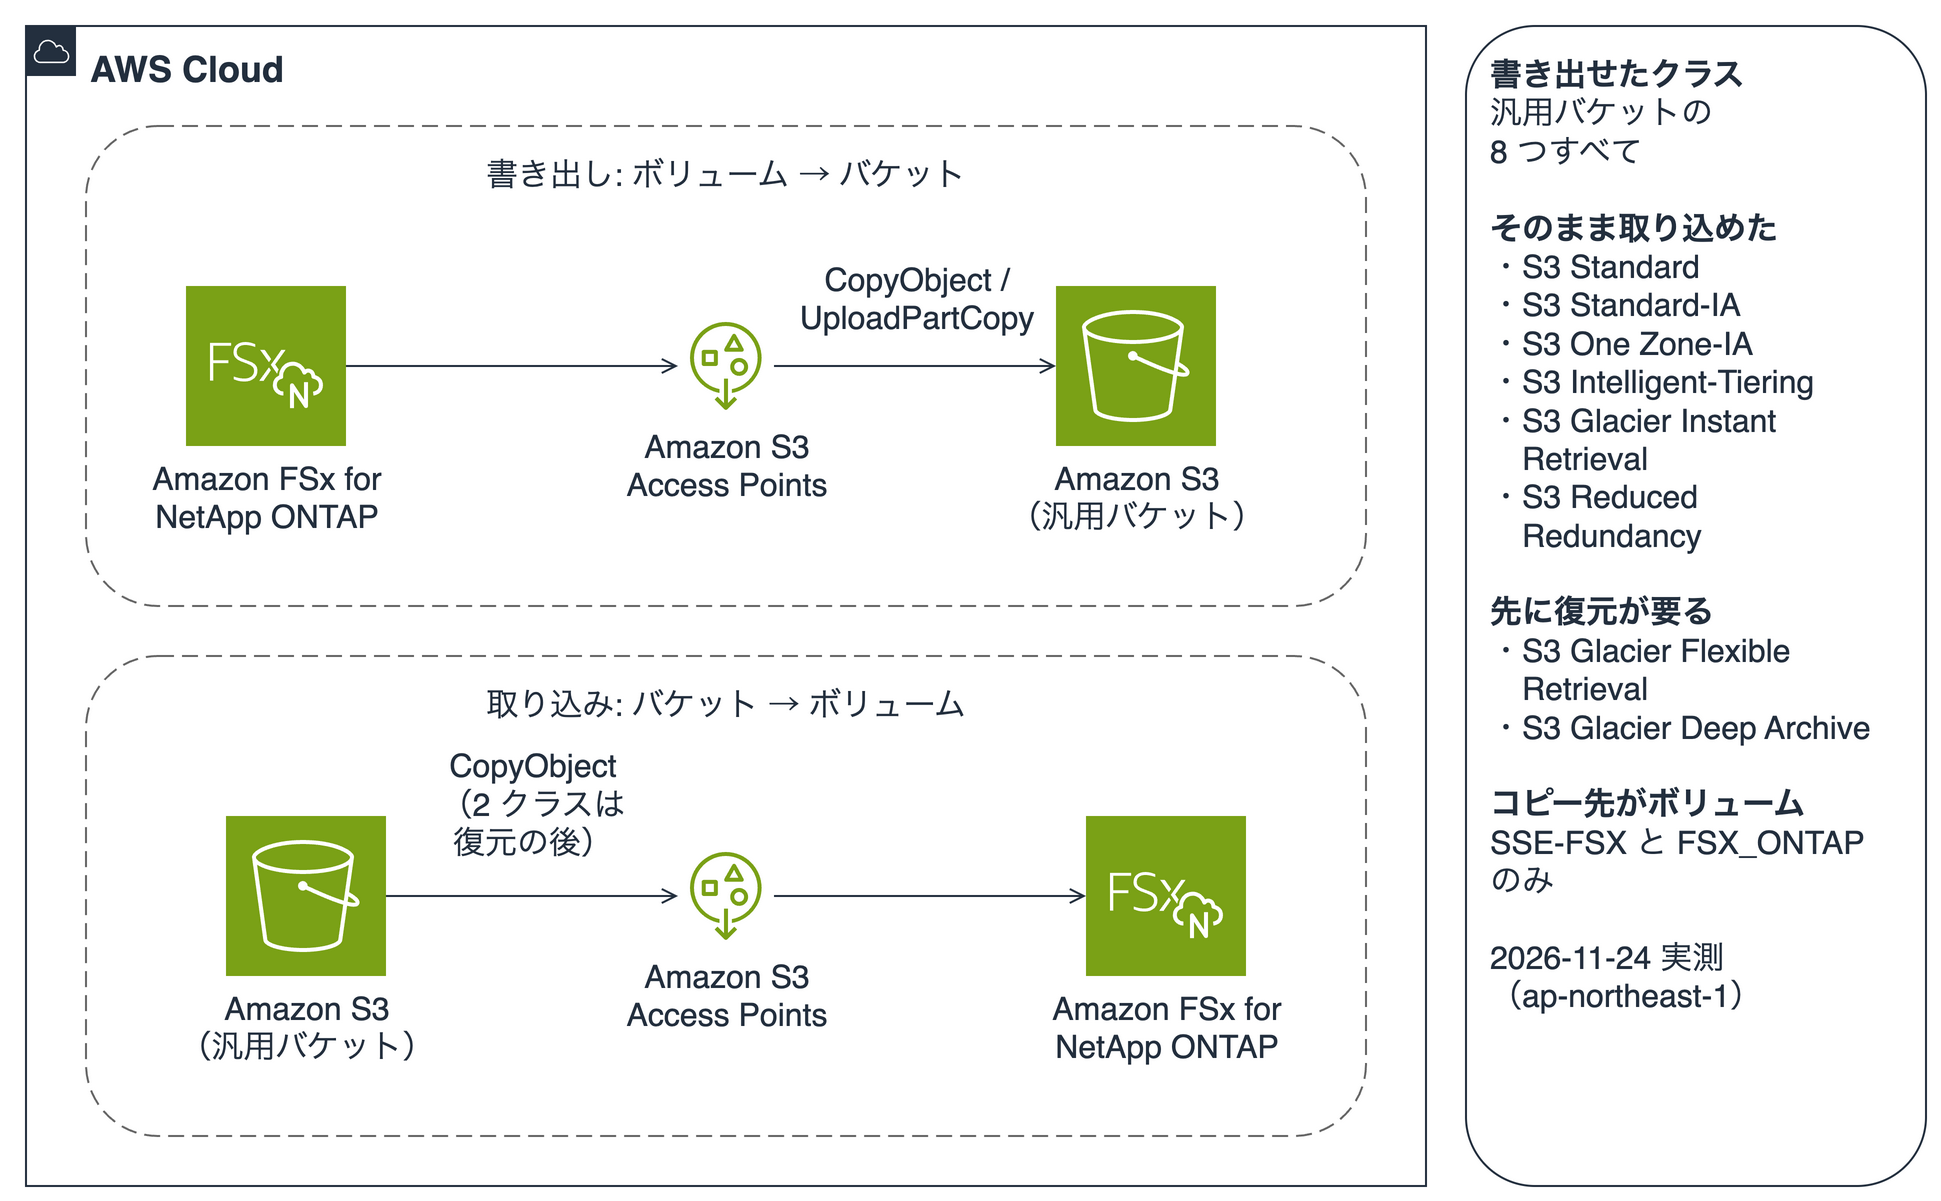 AWS Cloud
書き出し: ボリューム → バケット
CopyObject /
UploadPartCopy
FSx
N
Amazon FSx for
NetApp ONTAP
Amazon S3
Access Points
Amazon S3
（汎用バケット）
取り込み: バケット → ボリューム
CopyObject
（2 クラスは
復元の後）
FSx
N
Amazon S3
（汎用バケット）
Amazon S3
Access Points
Amazon FSx for
NetApp ONTAP
書き出せたクラス
汎用バケットの
8 つすべて
そのまま取り込めた
・S3 Standard
・S3 Standard-IA
・S3 One Zone-IA
・S3 Intelligent-Tiering
・S3 Glacier Instant
Retrieval
・S3 Reduced
Redundancy
先に復元が要る
・S3 Glacier Flexible
Retrieval
・S3 Glacier Deep Archive
コピー先がボリューム
SSE-FSX と FSX_ONTAP
のみ
2026-11-24 実測
（ap-northeast-1）